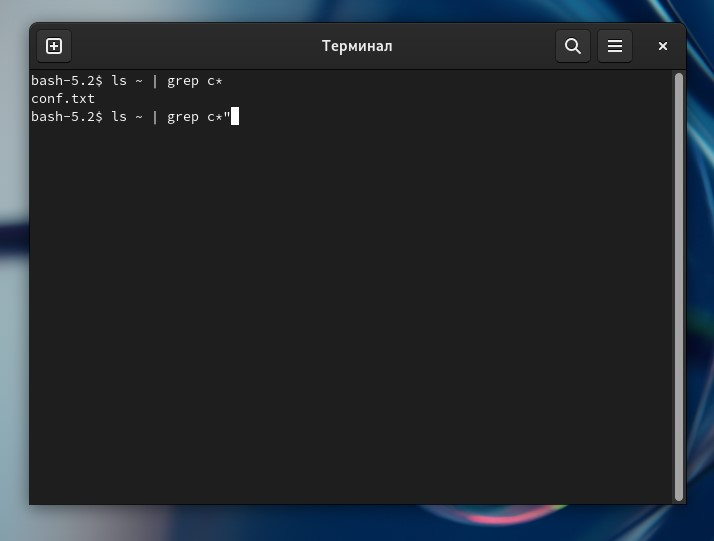 Терминал
bash-5.2$ ls ~ | grep c*
conf.txt
bash-5.2$ ls ~ | grep c*"